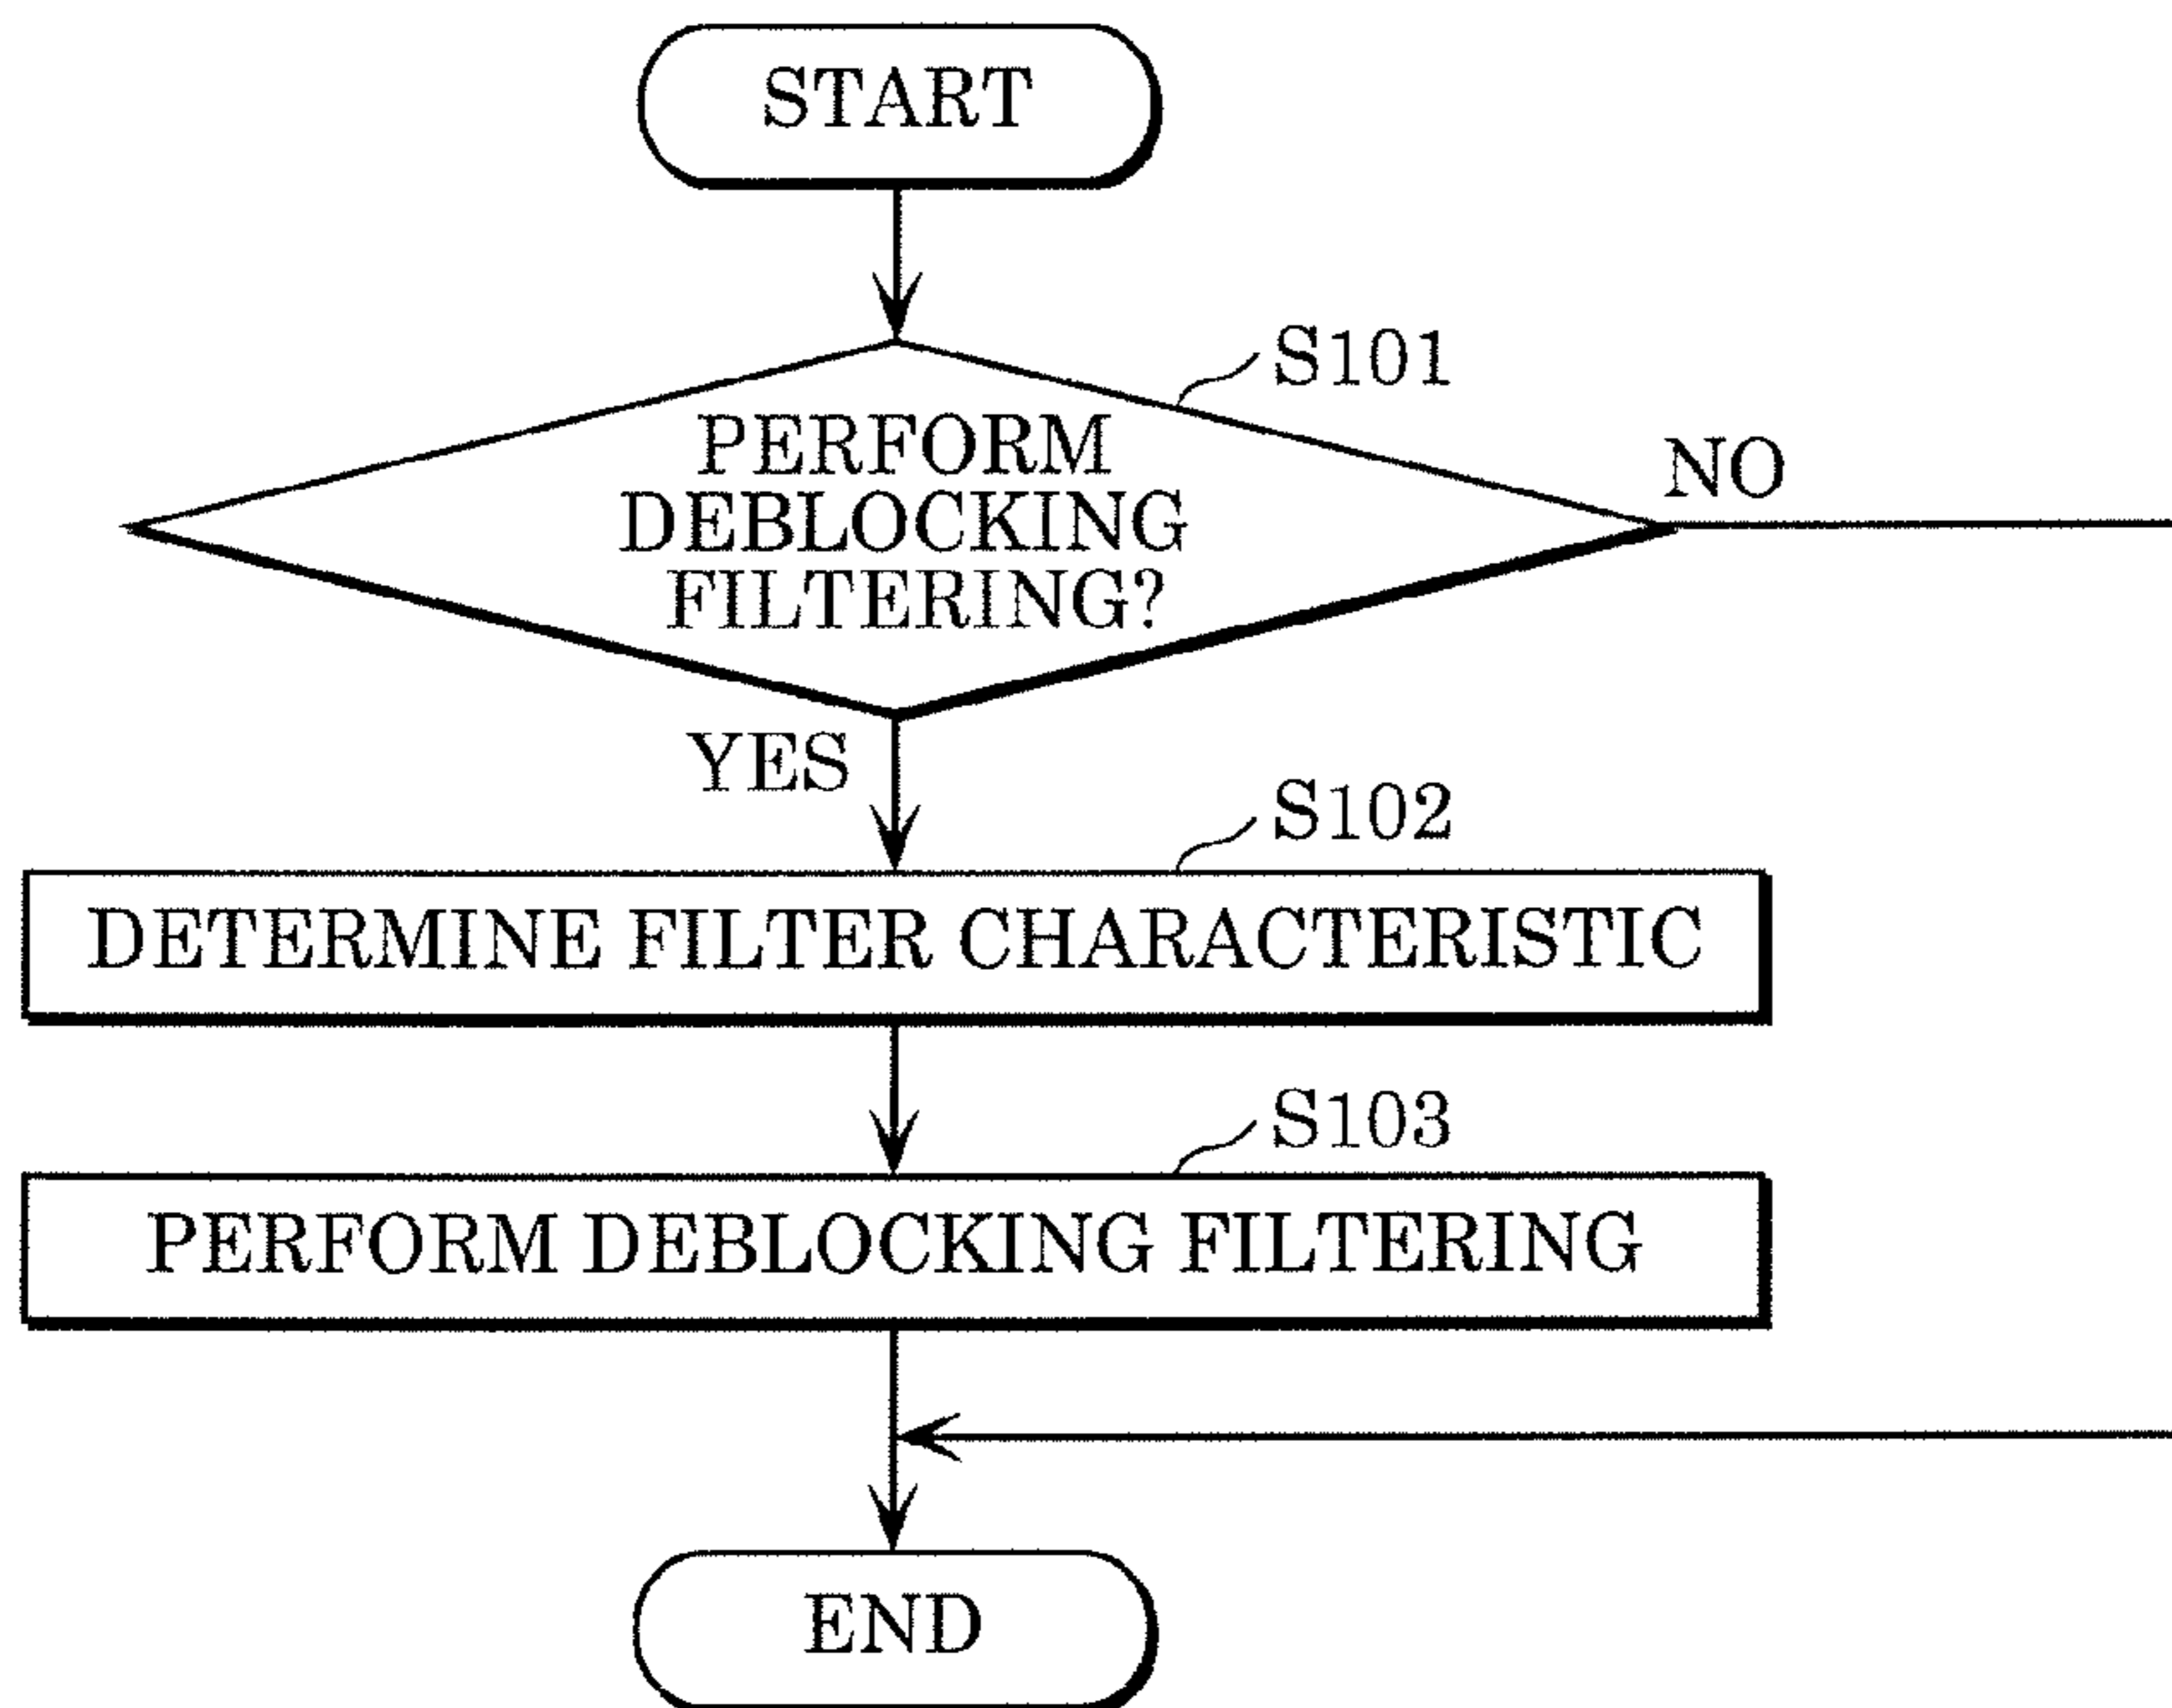 START
S101
PERFORM
DEBLOCKING
FILTERING?
NO
YES
S102
DETERMINE FILTER CHARACTERISTIC
S103
PERFORM DEBLOCKING FILTERING
END